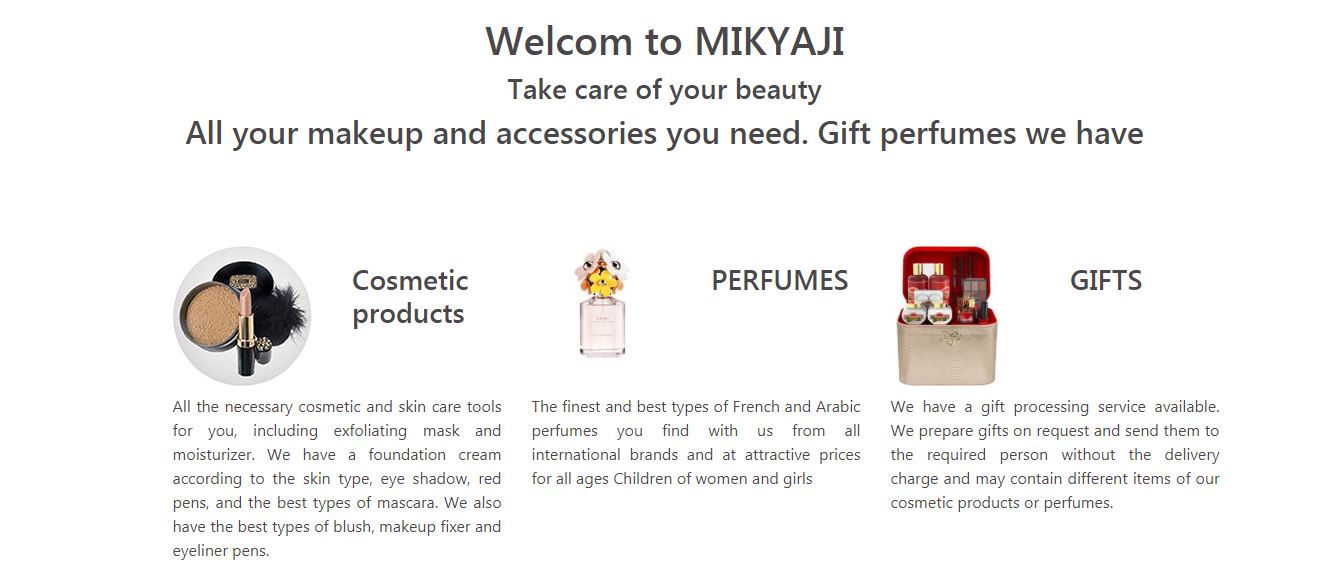 Welcom to MIKYAJI
Take care of your beauty
All your makeup and accessories you need. Gift perfumes we have
Cosmetic
products
All the necessary cosmetic and skin care tools
for you, including exfoliating mask and
moisturizer. We have a foundation cream
according to the skin type, eye shadow, red
pens, and the best types of mascara. We also
have the best types of blush, makeup fixer and
eyeliner pens.
PERFUMES
The finest and best types of French and Arabic
perfumes you find with us from all
international brands and at attractive prices
for all ages Children of women and girls
GIFTS
We have a gift processing service available.
We prepare gifts on request and send them to
the required person without the delivery
charge and may contain different items of our
cosmetic products or perfumes.